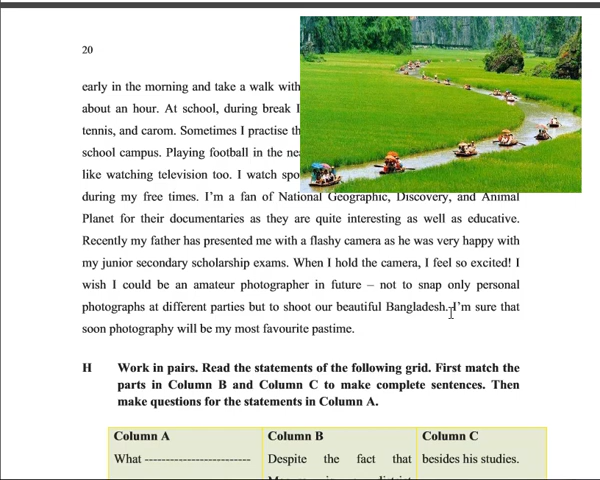 20
early in the morning and take a walk with
about an hour. At school, during break I
tennis, and carom. Sometimes I practise
school campus. Playing football in the
like watching television too. I watch
during my free times. I'm a fan of National Geographic, Discovery, and Animal
Planet for their documentaries as they are quite interesting as well as educative.
Recently my father has presented me with a flashy camera as he was very happy with
my junior secondary scholarship exams. When I hold the camera, I feel so excited! I
wish I could be an amateur photographer in future – not to snap only personal
photographs at different parties but to shoot our beautiful Bangladesh. I'm sure that
soon photography will be my most favourite pastime.
H Work in pairs. Read the statements of the following grid. First match the
parts in Column B and Column C to make complete sentences. Then
make questions for the statements in Column A.
Column A Column B Column C
What ------------------------- Despite the fact that besides his studies.